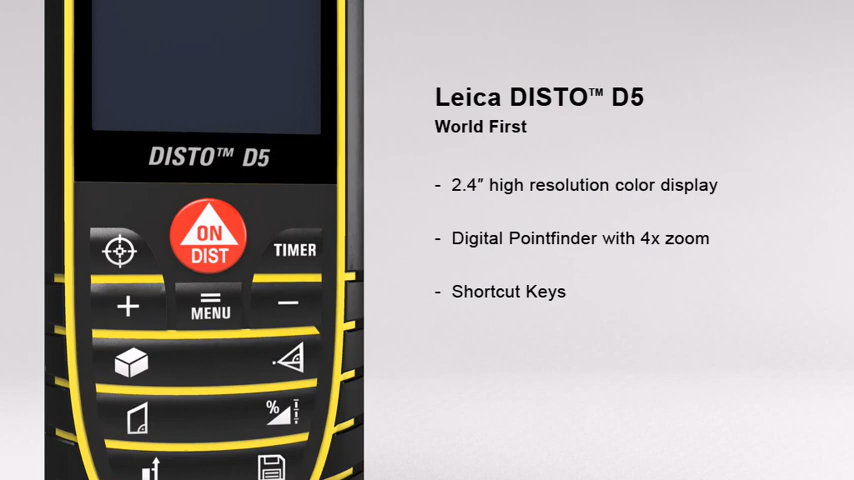 Leica DISTO™ D5
World First
- 2.4″ high resolution color display
- Digital Pointfinder with 4x zoom
- Shortcut Keys
DISTO™ D5
ON
DIST
TIMER
+
= MENU
−
%